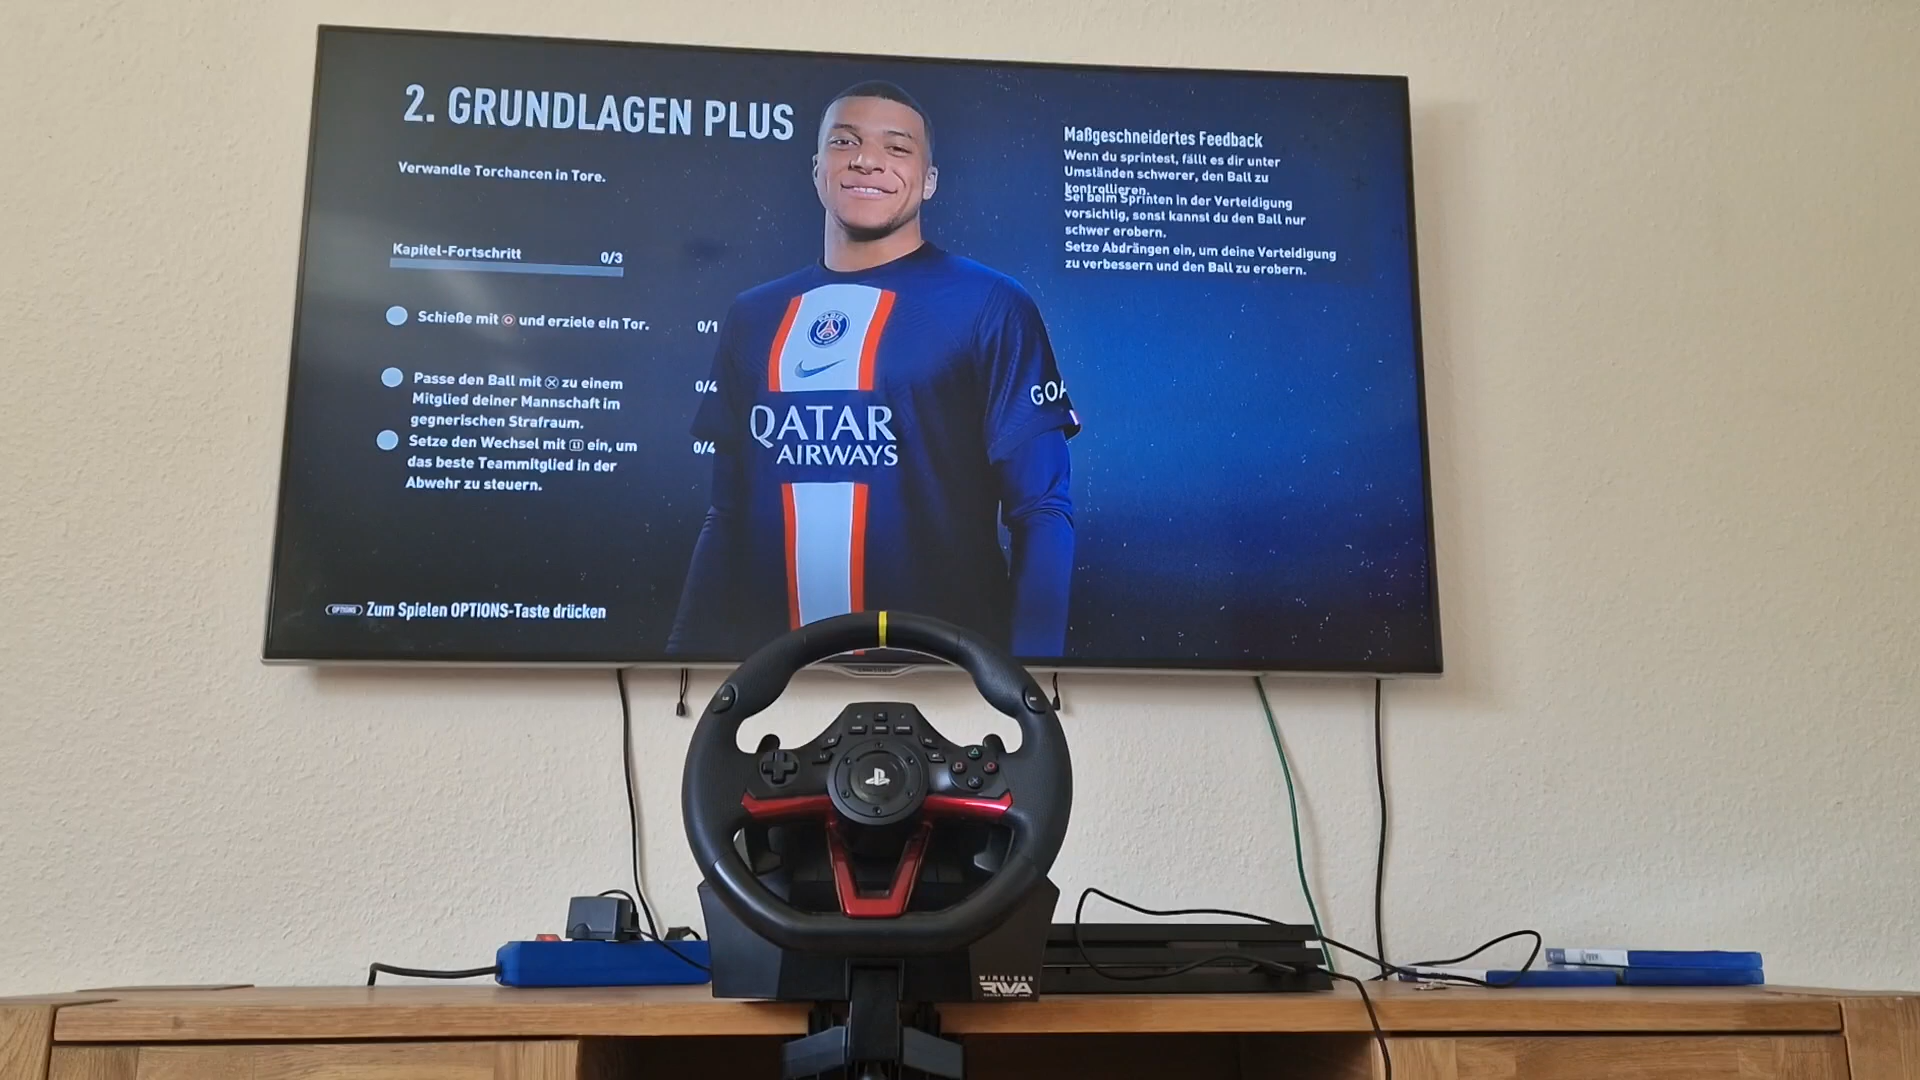 2. GRUNDLAGEN PLUS
Verwandle Torchancen in Tore.
Kapitel-Fortschritt 0/3
Schieße mit und erziele ein Tor. 0/1
Passe den Ball mit zu einem 0/4
Mitglied deiner Mannschaft im
gegnerischen Strafraum.
Setze den Wechsel mit L1 ein, um 0/4
das beste Teammitglied in der
Abwehr zu steuern.
OPTIONS Zum Spielen OPTIONS-Taste drücken
Maßgeschneidertes Feedback
Wenn du sprintest, fällt es dir unter
Umständen schwerer, den Ball zu
kontrollieren.
Sei beim Sprinten in der Verteidigung
vorsichtig, sonst kannst du den Ball nur
schwer erobern.
Setze Abdrängen ein, um deine Verteidigung
zu verbessern und den Ball zu erobern.
PARIS
GOA
QATAR
AIRWAYS
WIRELESS
RWA